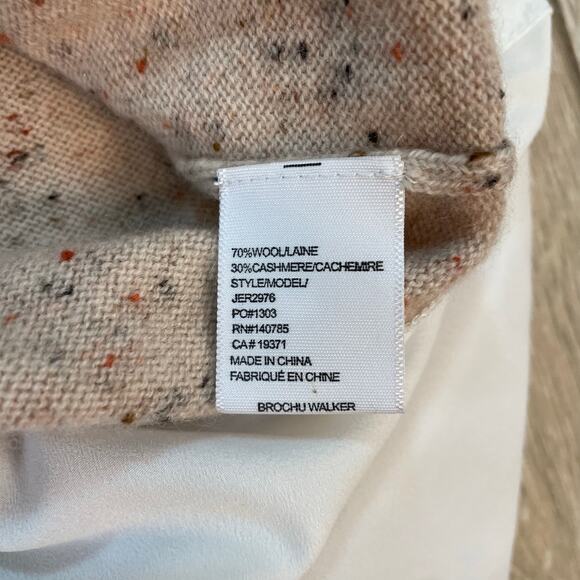 70%WOOL/LAINE
30%CASHMERE/CACHEMIRE
STYLE/MODEL/
JER2976
PO#1303
RN#140785
CA# 19371
MADE IN CHINA
FABRIQUÉ EN CHINE
BROCHU WALKER